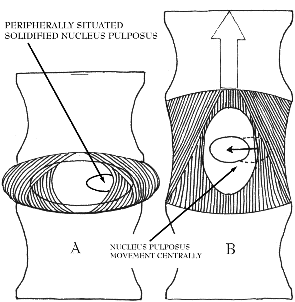 PERIPHERALLY SITUATED
SOLIDIFIED NUCLEUS PULPOSUS
A
B
NUCLEUS PULPOSUS
MOVEMENT CENTRALLY